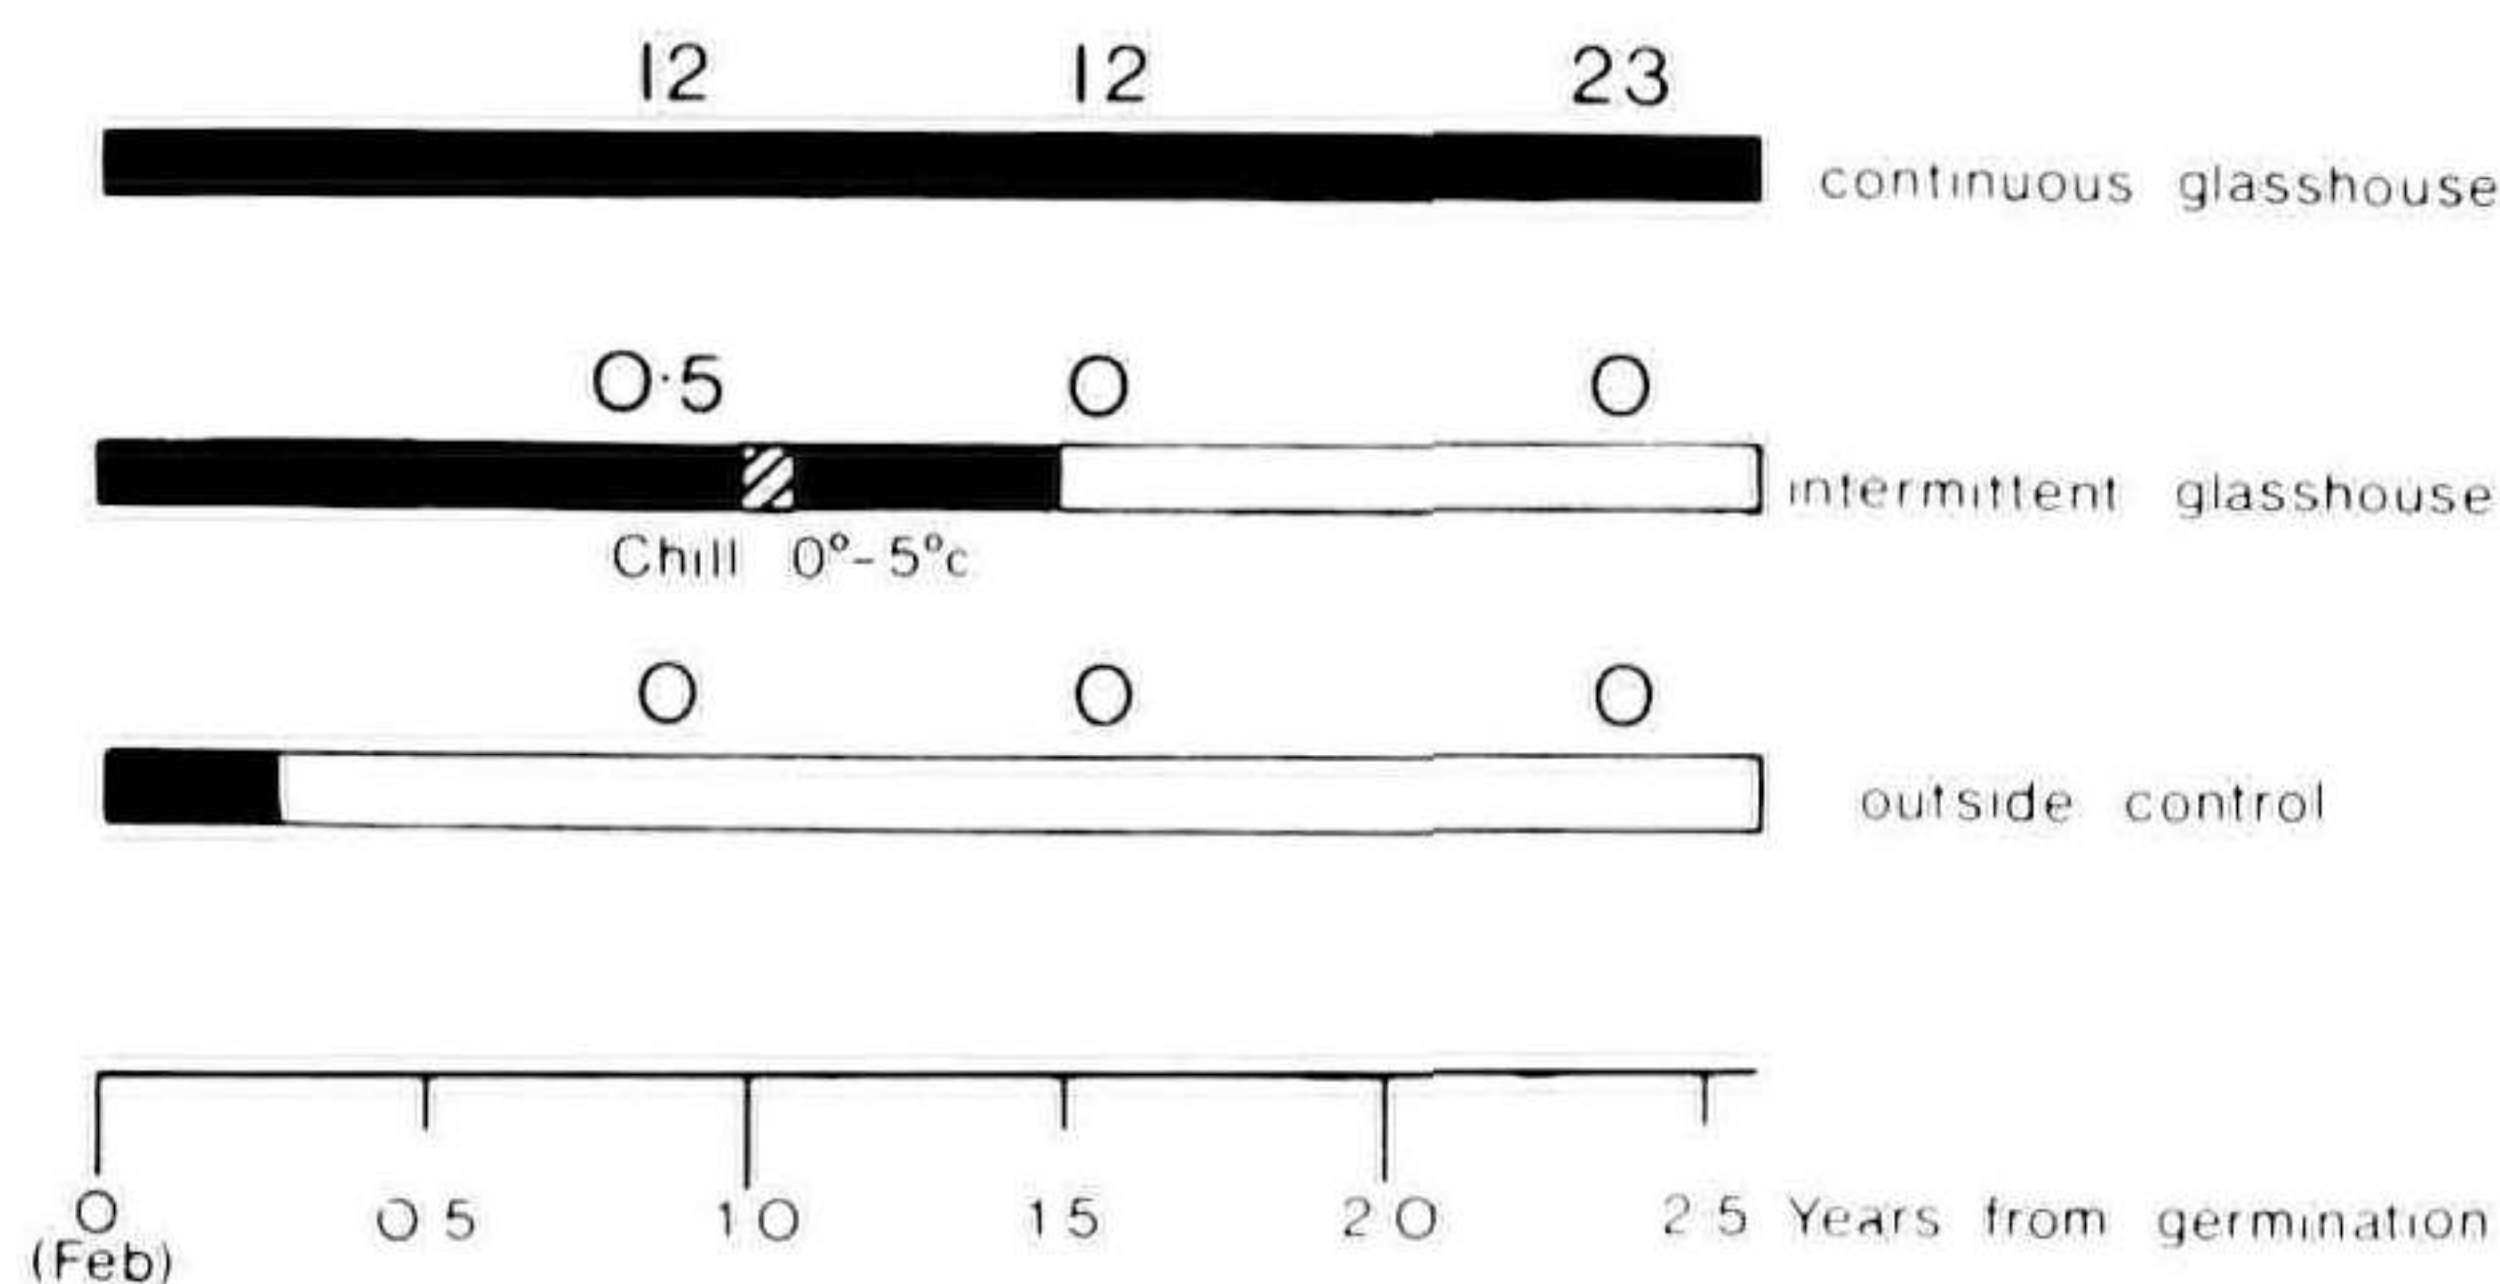 12 12 23
continuous glasshouse
0·5 0 0
intermittent glasshouse
Chill 0°-5°c
0 0 0
outside control
0 0 5 1 0 1 5 2 0 2 5 Years from germination
(Feb)